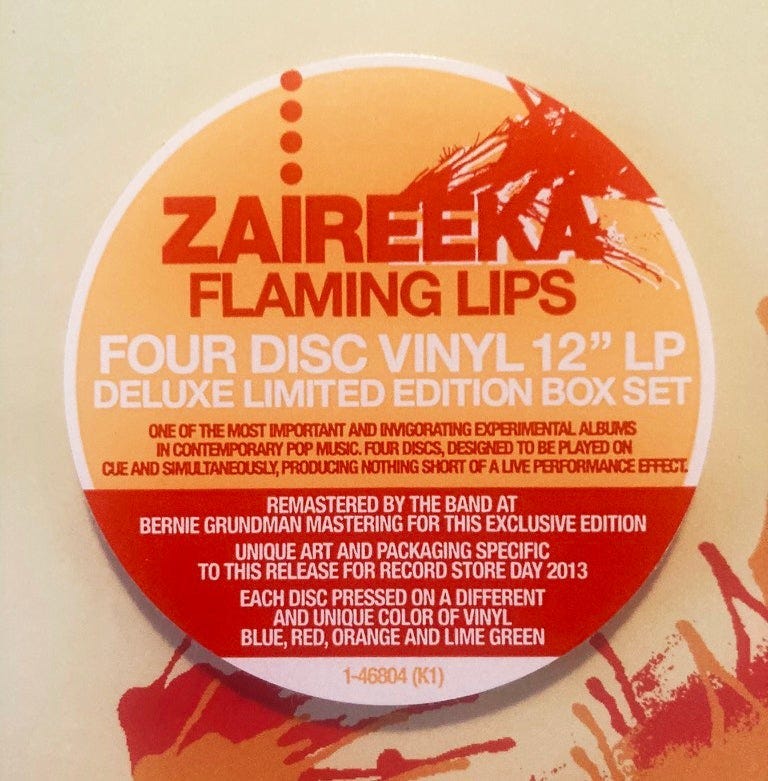 ZAIREEKA
FLAMING LIPS
FOUR DISC VINYL 12” LP
DELUXE LIMITED EDITION BOX SET
ONE OF THE MOST IMPORTANT AND INVIGORATING EXPERIMENTAL ALBUMS
IN CONTEMPORARY POP MUSIC. FOUR DISCS, DESIGNED TO BE PLAYED ON
CUE AND SIMULTANEOUSLY, PRODUCING NOTHING SHORT OF A LIVE PERFORMANCE EFFECT.
REMASTERED BY THE BAND AT
BERNIE GRUNDMAN MASTERING FOR THIS EXCLUSIVE EDITION
UNIQUE ART AND PACKAGING SPECIFIC
TO THIS RELEASE FOR RECORD STORE DAY 2013
EACH DISC PRESSED ON A DIFFERENT
AND UNIQUE COLOR OF VINYL
BLUE, RED, ORANGE AND LIME GREEN
1-46804 (K1)